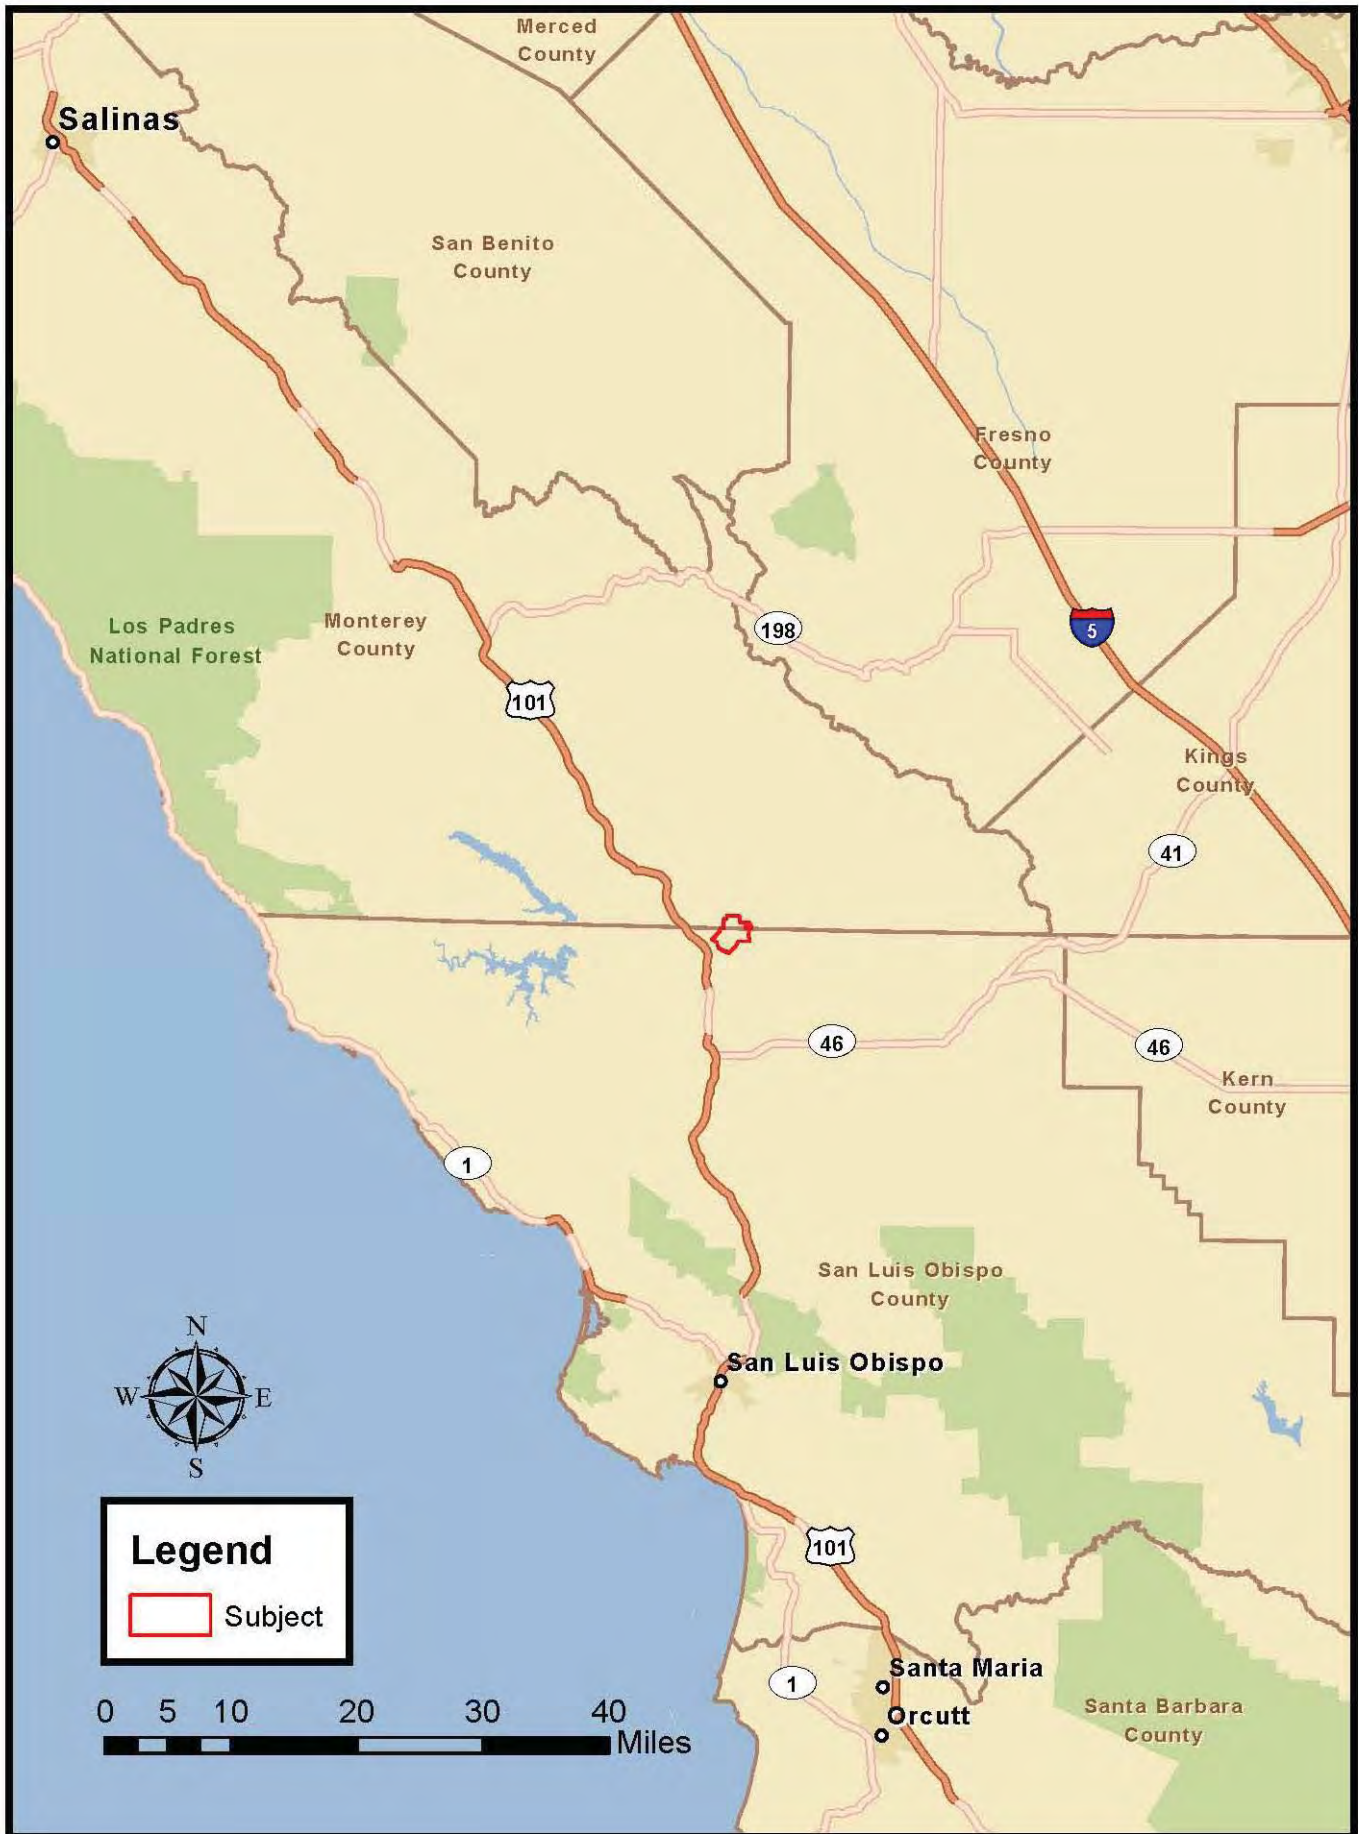 Merced
County
Salinas
San Benito
County
Fresno
County
Los Padres
National Forest
Monterey
County
198
5
101
Kings
County
41
46
46
Kern
County
1
San Luis Obispo
County
N
San Luis Obispo
W
E
S
Legend
101
Subject
Santa Maria
1
Orcutt
Santa Barbara
County
0 5 10 20 30 40
Miles